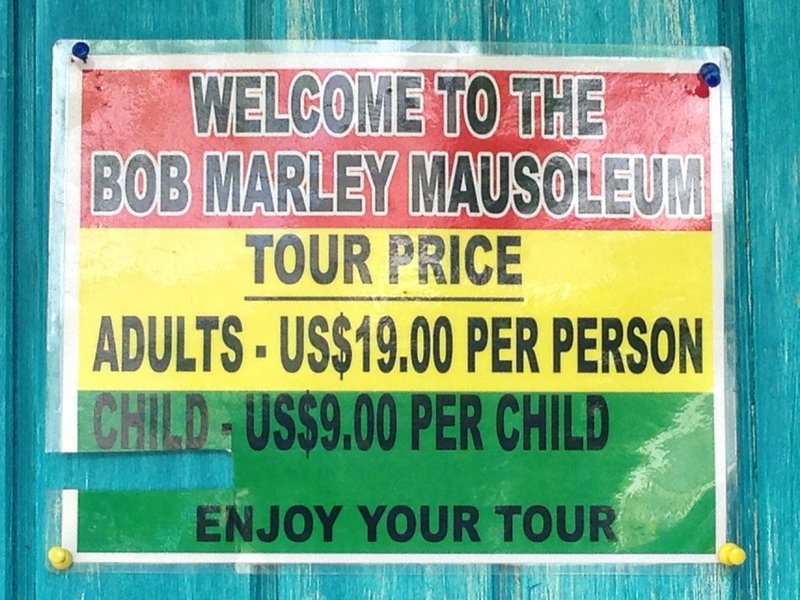 WELCOME TO THE
BOB MARLEY MAUSOLEUM
TOUR PRICE
ADULTS - US$19.00 PER PERSON
CHILD - US$9.00 PER CHILD
ENJOY YOUR TOUR